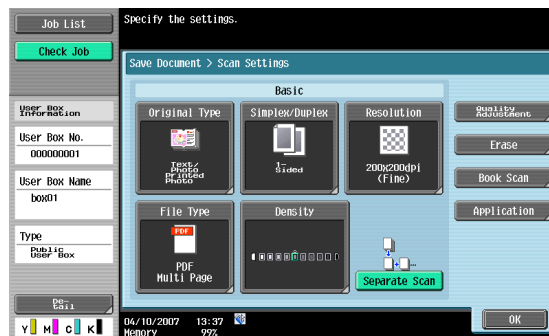 Job List
Specify the settings.
Check Job
Save Document > Scan Settings
Basic
User Box
Information
Original Type
Simplex/Duplex
Resolution
Quality
Adjustment
User Box No.
000000001
Text/
Photo
Printed
Photo
1-
Sided
200x200dpi
(Fine)
Erase
User Box Name
box01
Book Scan
File Type
Density
Application
PDF
PDF
Multi Page
Type
Public
User Box
Separate Scan
De-
tail
OK
Y M C K
04/10/2007 13:37
Memory 99%